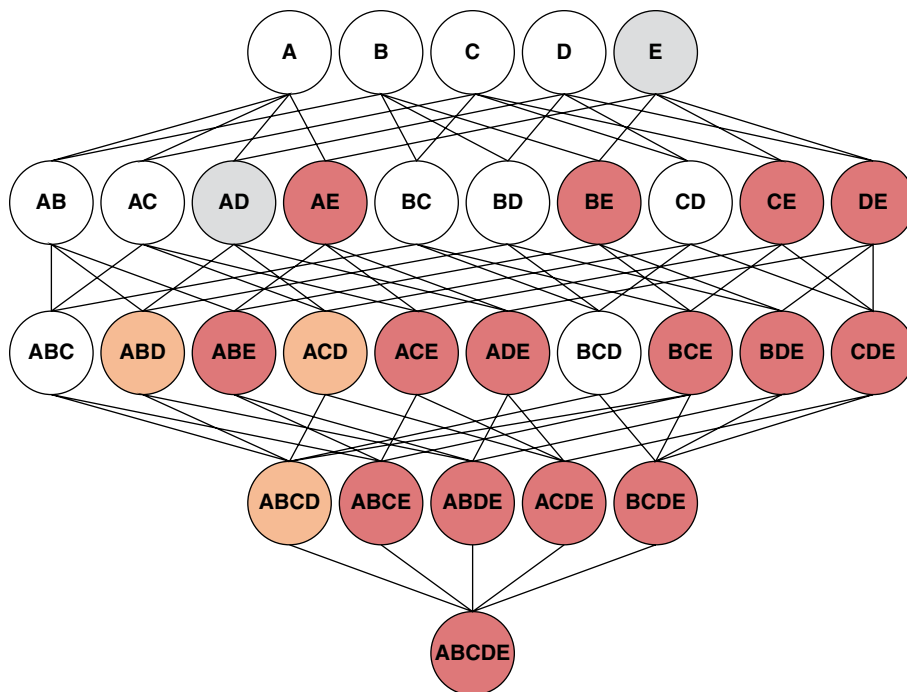 A B C D E
AB AC AD AE BC BD BE CD CE DE
ABC ABD ABE ACD ACE ADE BCD BCE BDE CDE
ABCD ABCE ABDE ACDE BCDE
ABCDE